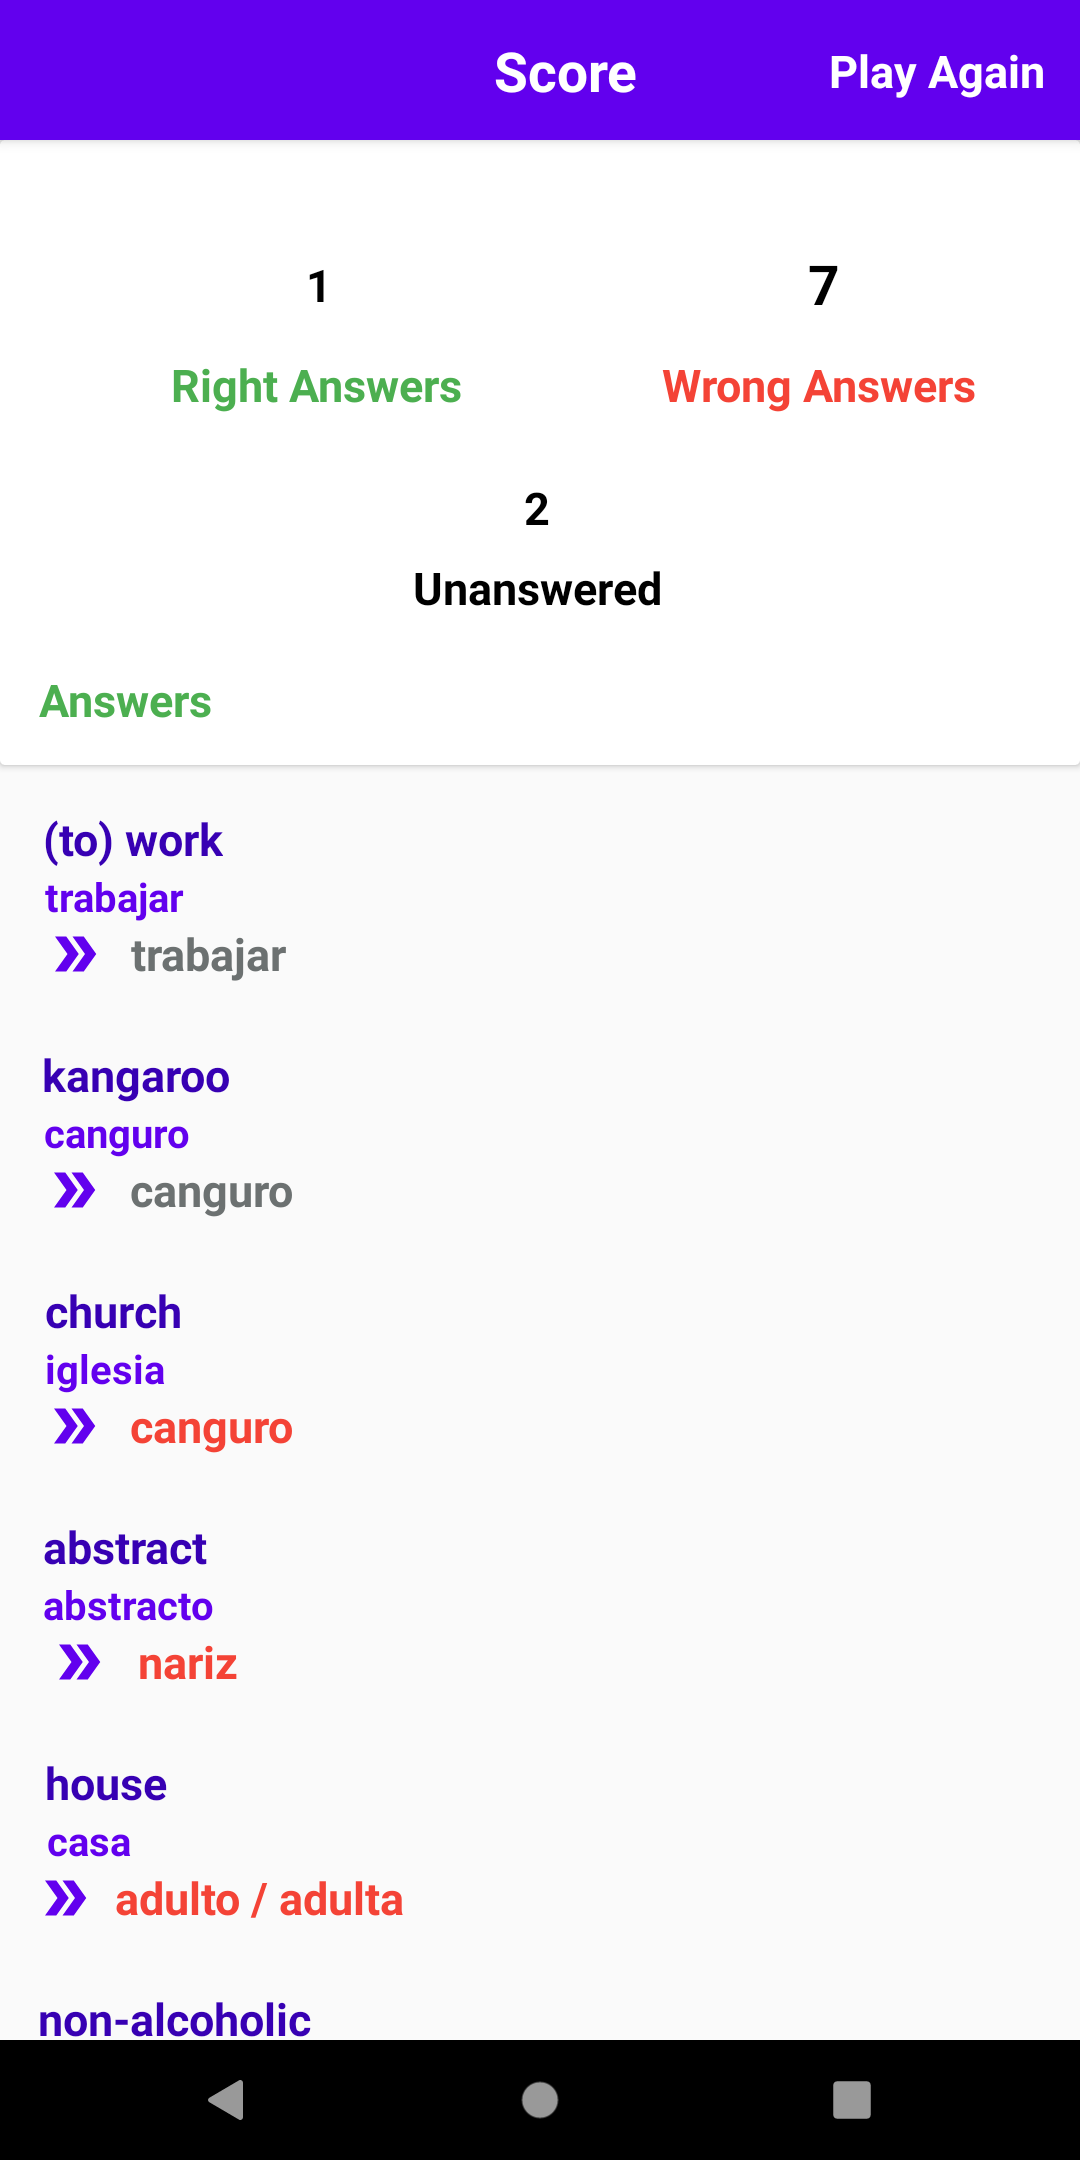 Score
Play Again
1
7
Right Answers
Wrong Answers
2
Unanswered
Answers
(to) work
trabajar
» trabajar
kangaroo
canguro
» canguro
church
iglesia
» canguro
abstract
abstracto
» nariz
house
casa
» adulto / adulta
non-alcoholic